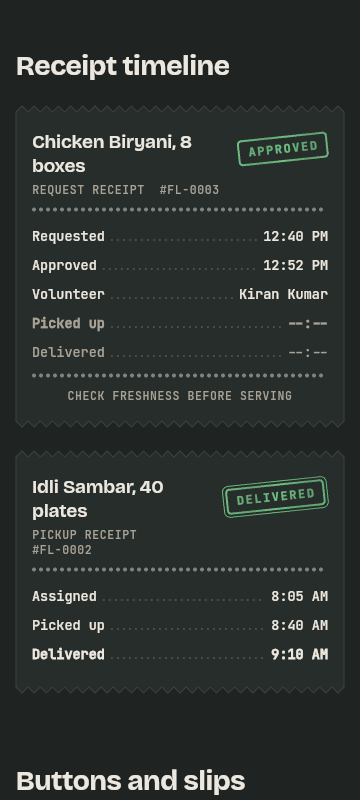 Receipt timeline
Chicken Biryani, 8
boxes
APPROVED
REQUEST RECEIPT #FL-0003
Requested 12:40 PM
Approved 12:52 PM
Volunteer Kiran Kumar
Picked up --:--
Delivered --:--
CHECK FRESHNESS BEFORE SERVING
Idli Sambar, 40
plates
DELIVERED
PICKUP RECEIPT
#FL-0002
Assigned 8:05 AM
Picked up 8:40 AM
Delivered 9:10 AM
Buttons and slips